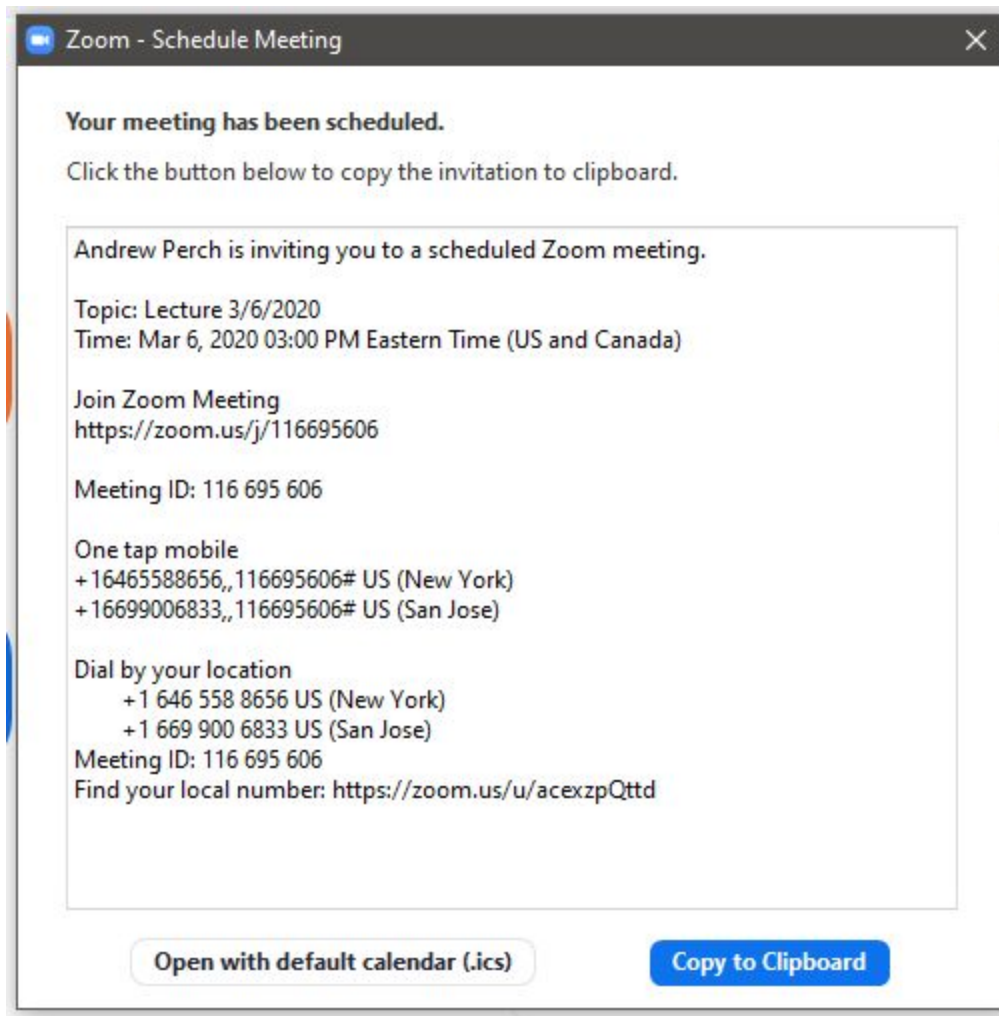 Zoom - Schedule Meeting
Your meeting has been scheduled.
Click the button below to copy the invitation to clipboard.
Andrew Perch is inviting you to a scheduled Zoom meeting.
Topic: Lecture 3/6/2020
Time: Mar 6, 2020 03:00 PM Eastern Time (US and Canada)
Join Zoom Meeting
https://zoom.us/j/116695606
Meeting ID: 116 695 606
One tap mobile
+16465588656,,116695606# US (New York)
+16699006833,,116695606# US (San Jose)
Dial by your location
+1 646 558 8656 US (New York)
+1 669 900 6833 US (San Jose)
Meeting ID: 116 695 606
Find your local number: https://zoom.us/u/acexzpQttd
Open with default calendar (.ics)
Copy to Clipboard